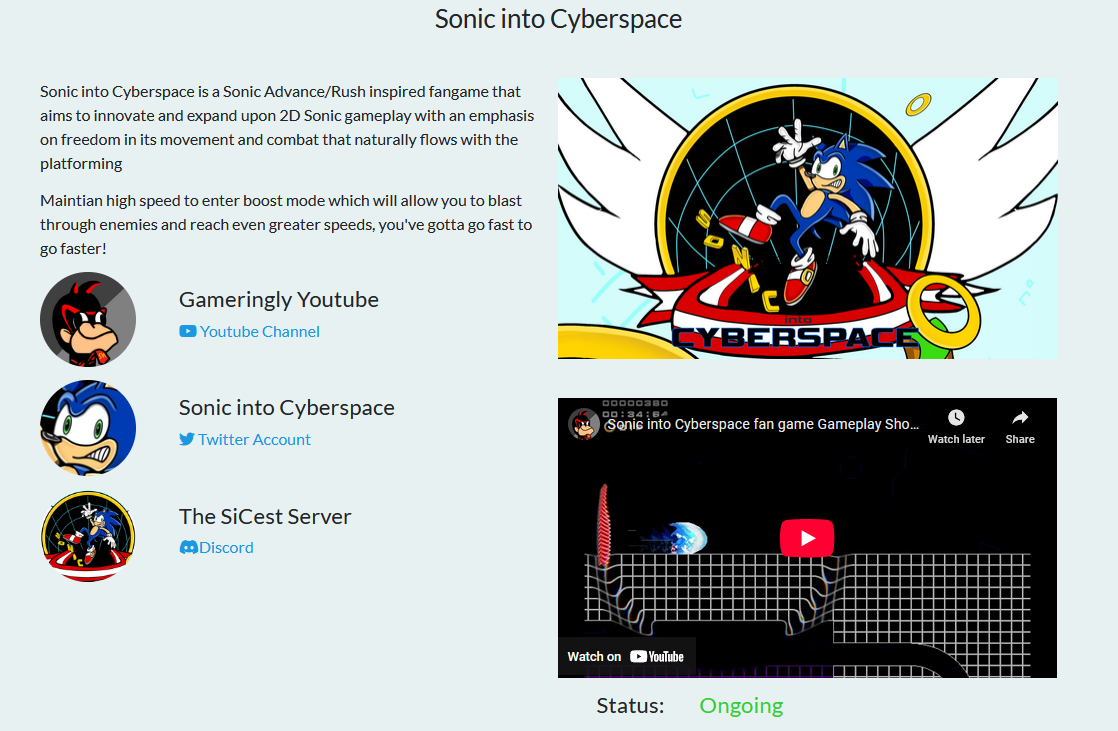 Sonic into Cyberspace
Sonic into Cyberspace is a Sonic Advance/Rush inspired fangame that
aims to innovate and expand upon 2D Sonic gameplay with an emphasis
on freedom in its movement and combat that naturally flows with the
platforming
Maintian high speed to enter boost mode which will allow you to blast
through enemies and reach even greater speeds, you've gotta go fast to
go faster!
Gameringly Youtube
Youtube Channel
Sonic into Cyberspace
Twitter Account
The SiCest Server
Discord
SONIC
into
CYBERSPACE
00000380
00:34:64
Sonic into Cyberspace fan game Gameplay Sho...
Watch later
Share
Watch on YouTube
Status: Ongoing